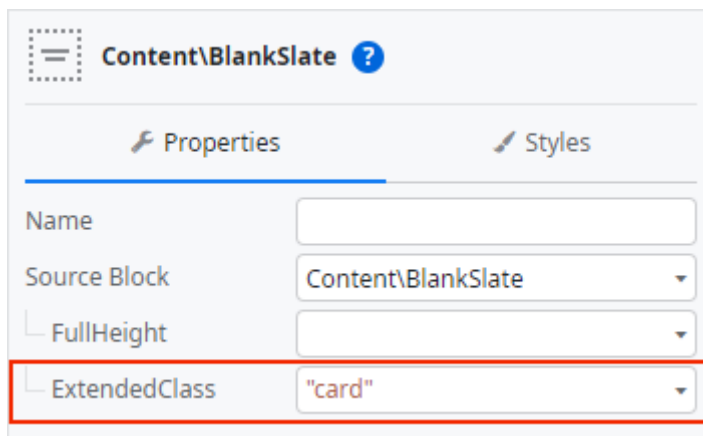 Content\BlankSlate ?
Properties Styles
Name
Source Block Content\BlankSlate
FullHeight
ExtendedClass "card"